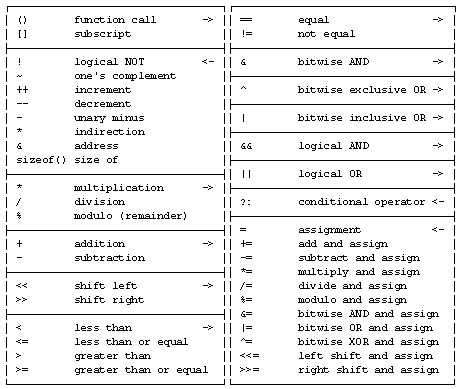 () function call ->
[] subscript
! logical NOT <-
~ one's complement
++ increment
-- decrement
- unary minus
* indirection
& address
sizeof() size of
* multiplication ->
/ division
% modulo (remainder)
+ addition ->
- subtraction
<< shift left ->
>> shift right
< less than ->
<= less than or equal
> greater than
>= greater than or equal
== equal ->
!= not equal
& bitwise AND ->
^ bitwise exclusive OR ->
| bitwise inclusive OR ->
&& logical AND ->
|| logical OR ->
?: conditional operator <-
= assignment <-
+= add and assign
-= subtract and assign
*= multiply and assign
/= divide and assign
%= modulo and assign
&= bitwise AND and assign
|= bitwise OR and assign
^= bitwise XOR and assign
<<= left shift and assign
>>= right shift and assign